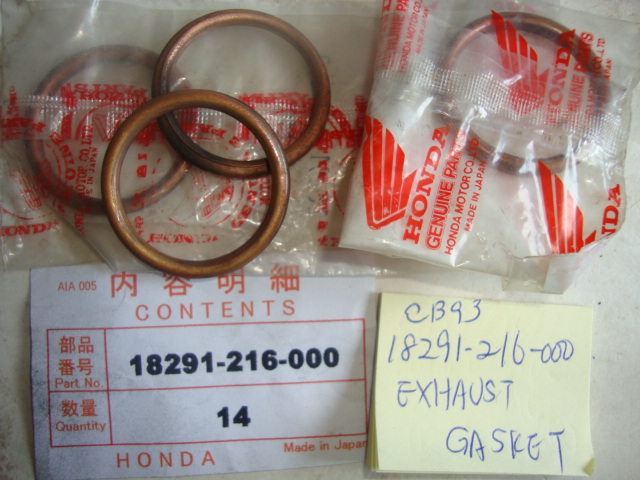 HONDA
GENUINE PARTS
HONDA MOTOR CO.,LTD.
MADE IN JAPAN
HONDA
AIA 005
内容明細
CONTENTS
部品
番号
Part No.
18291-216-000
数量
Quantity
14
Made in Japan
HONDA
CB93
18291-216-000
EXHAUST
GASKET